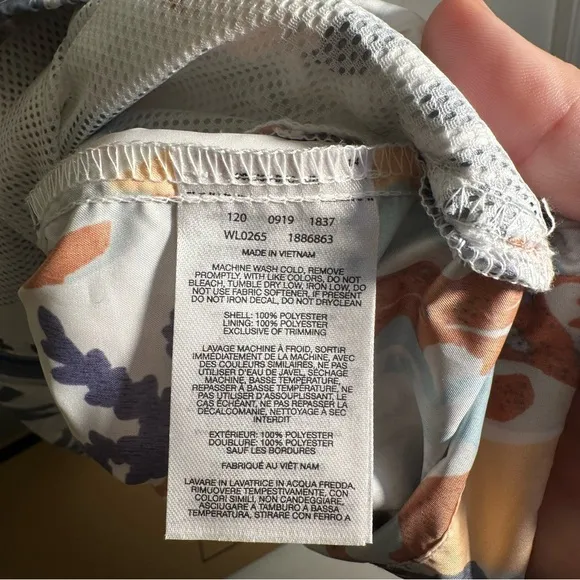 120 0919 1837
WL0265 1886863
MADE IN VIETNAM
MACHINE WASH COLD, REMOVE
PROMPTLY, WITH LIKE COLORS, DO NOT
BLEACH, TUMBLE DRY LOW, IRON LOW, DO
NOT USE FABRIC SOFTENER, IF PRESENT
DO NOT IRON DECAL, DO NOT DRYCLEAN
SHELL: 100% POLYESTER
LINING: 100% POLYESTER
EXCLUSIVE OF TRIMMING
LAVAGE MACHINE À FROID, SORTIR
IMMÉDIATEMENT DE LA MACHINE, AVEC
DES COULEURS SIMILAIRES, NE PAS
UTILISER D'EAU DE JAVEL, SÉCHAGE
MACHINE, BASSE TEMPÉRATURE,
REPASSER, BASSE TEMPÉRATURE, NE
PAS UTILISER D'ASSOUPLISSANT, LE
CAS ÉCHEANT, NE PAS REPASSER LA
DÉCALCOMANIE, NETTOYAGE À SEC
INTERDIT
EXTÉRIEUR: 100% POLYESTER
DOUBLURE: 100% POLYESTER
SAUF LES BORDURES
FABRIQUÉ AU VIÊT NAM
LAVARE IN LAVATRICE IN ACQUA FREDDA,
RIMUOVERE TEMPESTIVAMENTE, CON
COLORI SIMILI, NON CANDEGGIARE,
ASCIUGARE A TAMBURO A BASSA
TEMPERATURA, STIRARE CON FERRO A